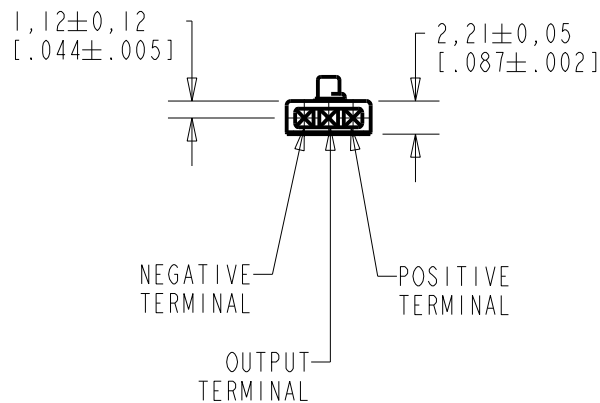 1,12±0,12
[.044±.005]
2,21±0,05
[.087±.002]
NEGATIVE
TERMINAL
POSITIVE
TERMINAL
OUTPUT
TERMINAL